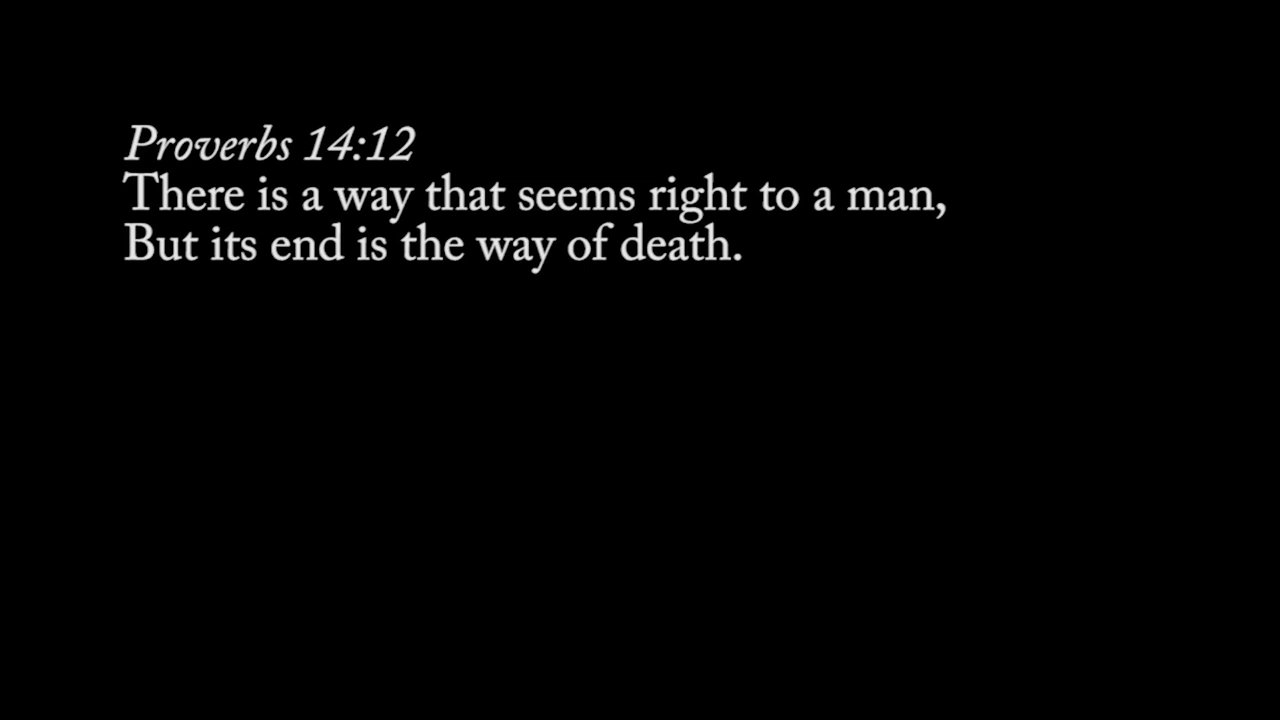 Proverbs 14:12
There is a way that seems right to a man,
But its end is the way of death.